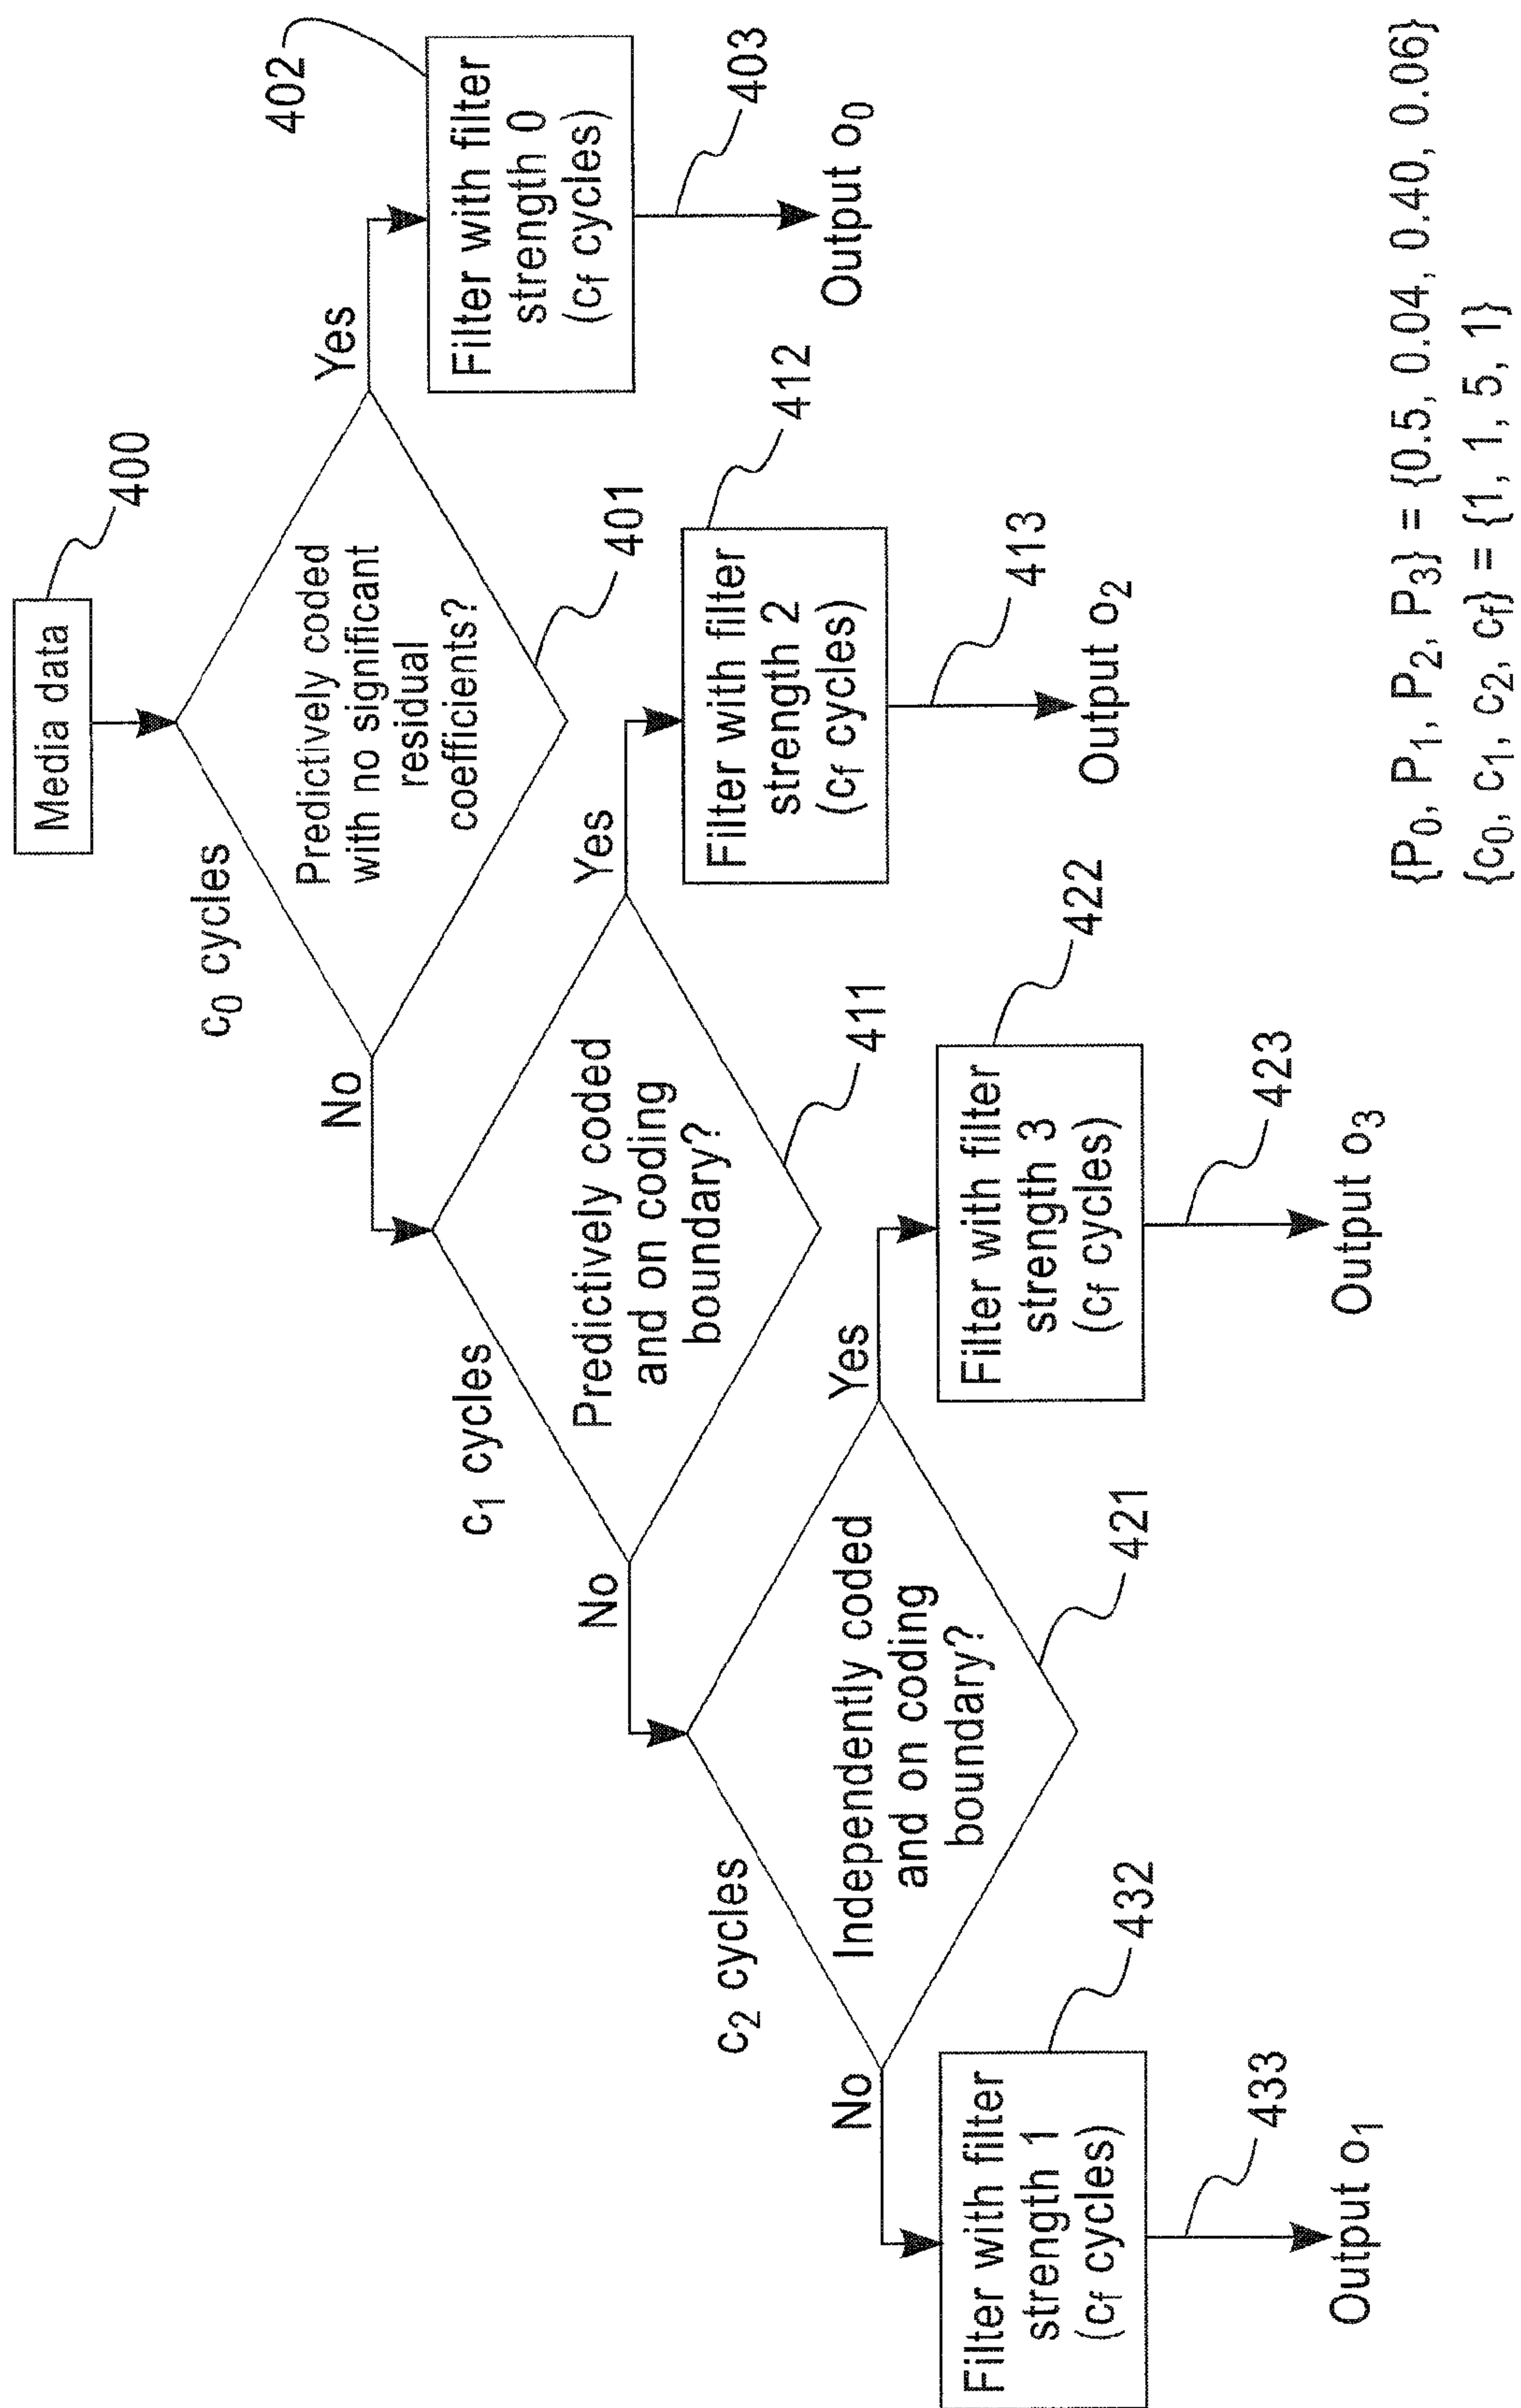 Media data
400
c0 cycles
Predictively coded
with no significant
residual
coefficients?
401
Yes
402
Filter with filter
strength 0
(cf cycles)
403
Output o0
No
c1 cycles
Predictively coded
and on coding
boundary?
411
Yes
412
Filter with filter
strength 2
(cf cycles)
413
Output o2
No
c2 cycles
Independently coded
and on coding
boundary?
421
Yes
422
Filter with filter
strength 3
(cf cycles)
423
Output o3
No
432
Filter with filter
strength 1
(cf cycles)
433
Output o1
{P0, P1, P2, P3} = {0.5, 0.04, 0.40, 0.06}
{c0, c1, c2, cf} = {1, 1, 5, 1}